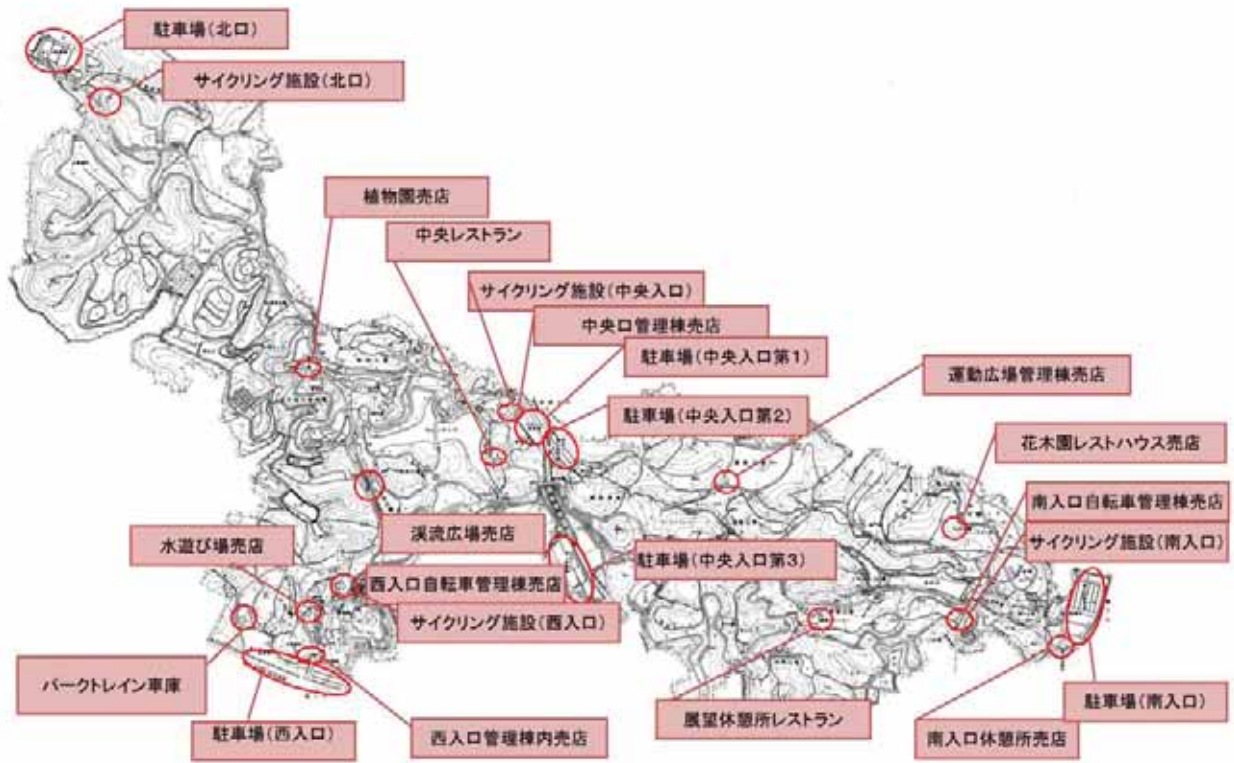 駐車場(北口)
サイクリング施設(北口)
植物園売店
中央レストラン
サイクリング施設(中央入口)
中央口管理棟売店
駐車場(中央入口第1)
運動広場管理棟売店
駐車場(中央入口第2)
花木園レストハウス売店
南入口自転車管理棟売店
サイクリング施設(南入口)
水遊び場売店
渓流広場売店
駐車場(中央入口第3)
西入口自転車管理棟売店
サイクリング施設(西入口)
パークトレイン車庫
駐車場(西入口)
西入口管理棟内売店
展望休憩所レストラン
駐車場(南入口)
南入口休憩所売店